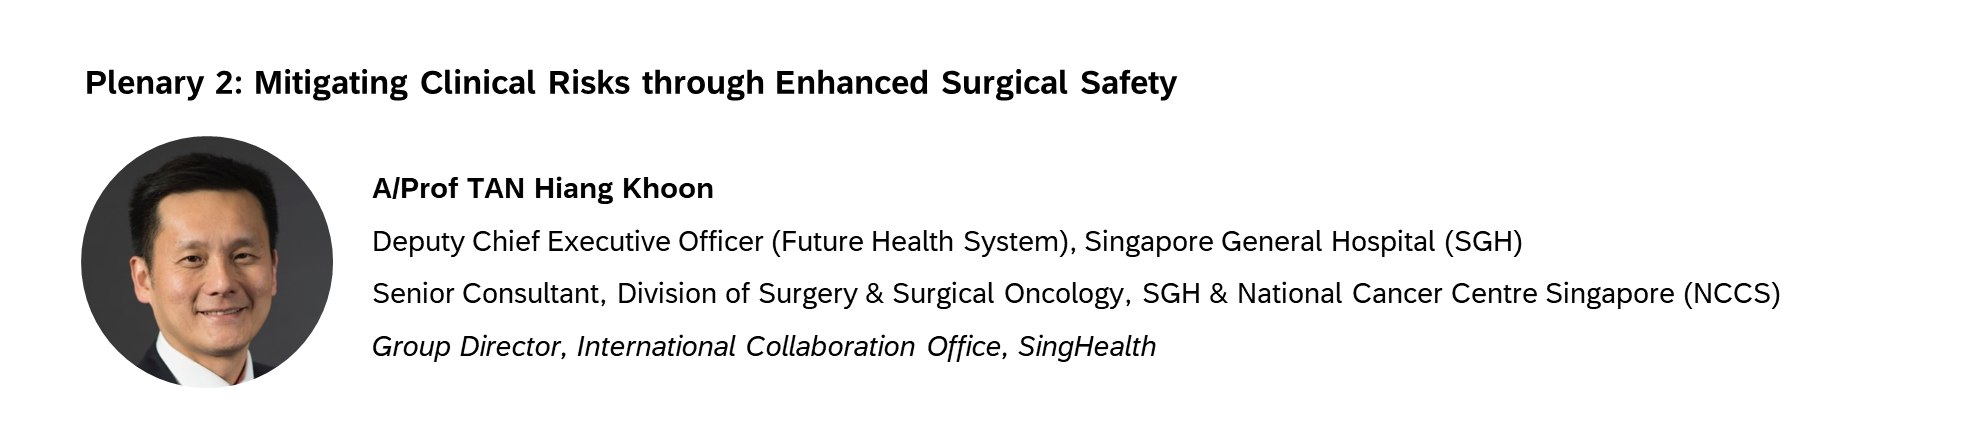 Plenary 2: Mitigating Clinical Risks through Enhanced Surgical Safety
A/Prof TAN Hiang Khoon
Deputy Chief Executive Officer (Future Health System), Singapore General Hospital (SGH)
Senior Consultant, Division of Surgery & Surgical Oncology, SGH & National Cancer Centre Singapore (NCCS)
Group Director, International Collaboration Office, SingHealth